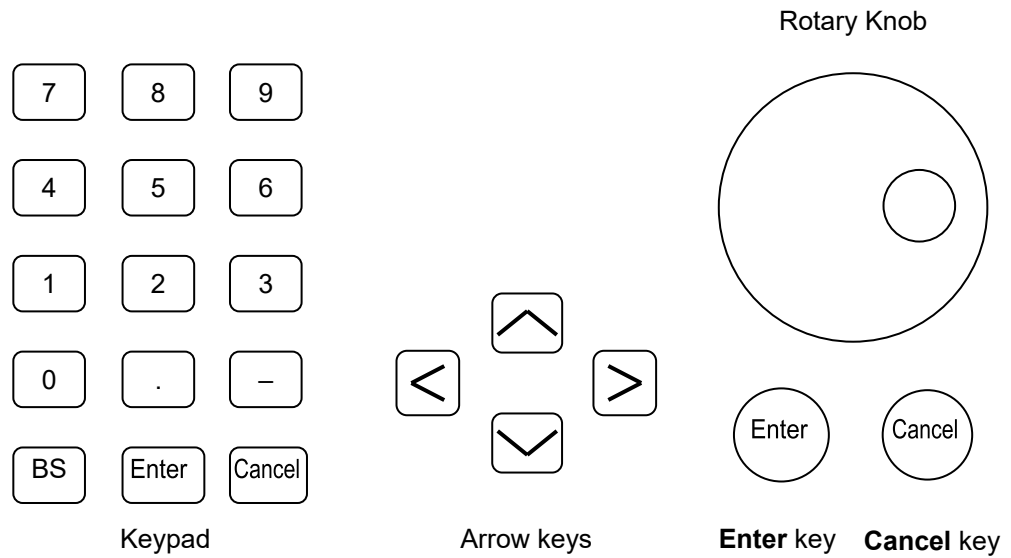 Rotary Knob
7 8 9
4 5 6
1 2 3
0 . –
BS Enter Cancel
Enter Cancel
Keypad Arrow keys Enter key Cancel key